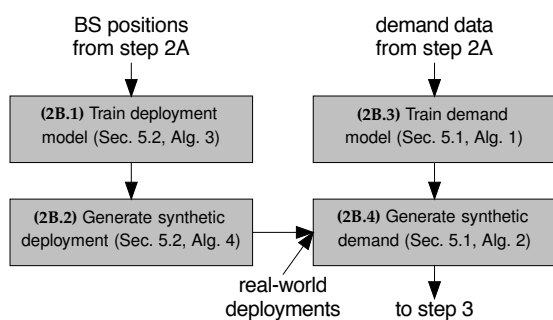 BS positions
from step 2A
demand data
from step 2A
(2B.1) Train deployment
model (Sec. 5.2, Alg. 3)
(2B.3) Train demand
model (Sec. 5.1, Alg. 1)
(2B.2) Generate synthetic
deployment (Sec. 5.2, Alg. 4)
(2B.4) Generate synthetic
demand (Sec. 5.1, Alg. 2)
real-world
deployments
to step 3